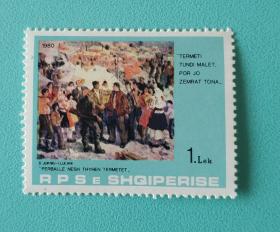 1980
"TERMETI
TUNDI MALET,
POR JO
ZEMRAT TONA„
1.Lek
"PERBALLE NESH THYHEN TERMETET„
R P S e SHQIPERISE